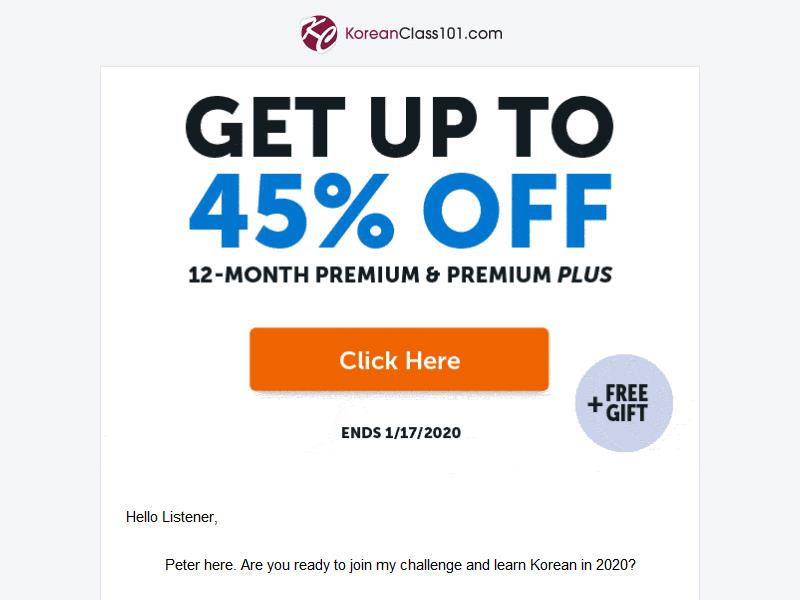 KC KoreanClass101.com
GET UP TO
45% OFF
12-MONTH PREMIUM & PREMIUM PLUS
Click Here
+ FREE
GIFT
ENDS 1/17/2020
Hello Listener,
Peter here. Are you ready to join my challenge and learn Korean in 2020?